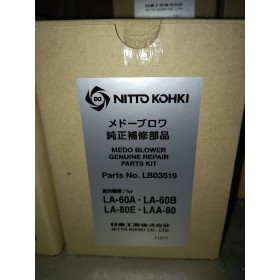 NITTO KOHKI
メドーブロワ
純正補修部品
MEDO BLOWER
GENUINE REPAIR
PARTS KIT
Parts No. LB03519
適用機種/for
LA-60A・LA-60B
LA-80E・LAA-80
日東工器株式会社
NITTO KOHKI CO., LTD.